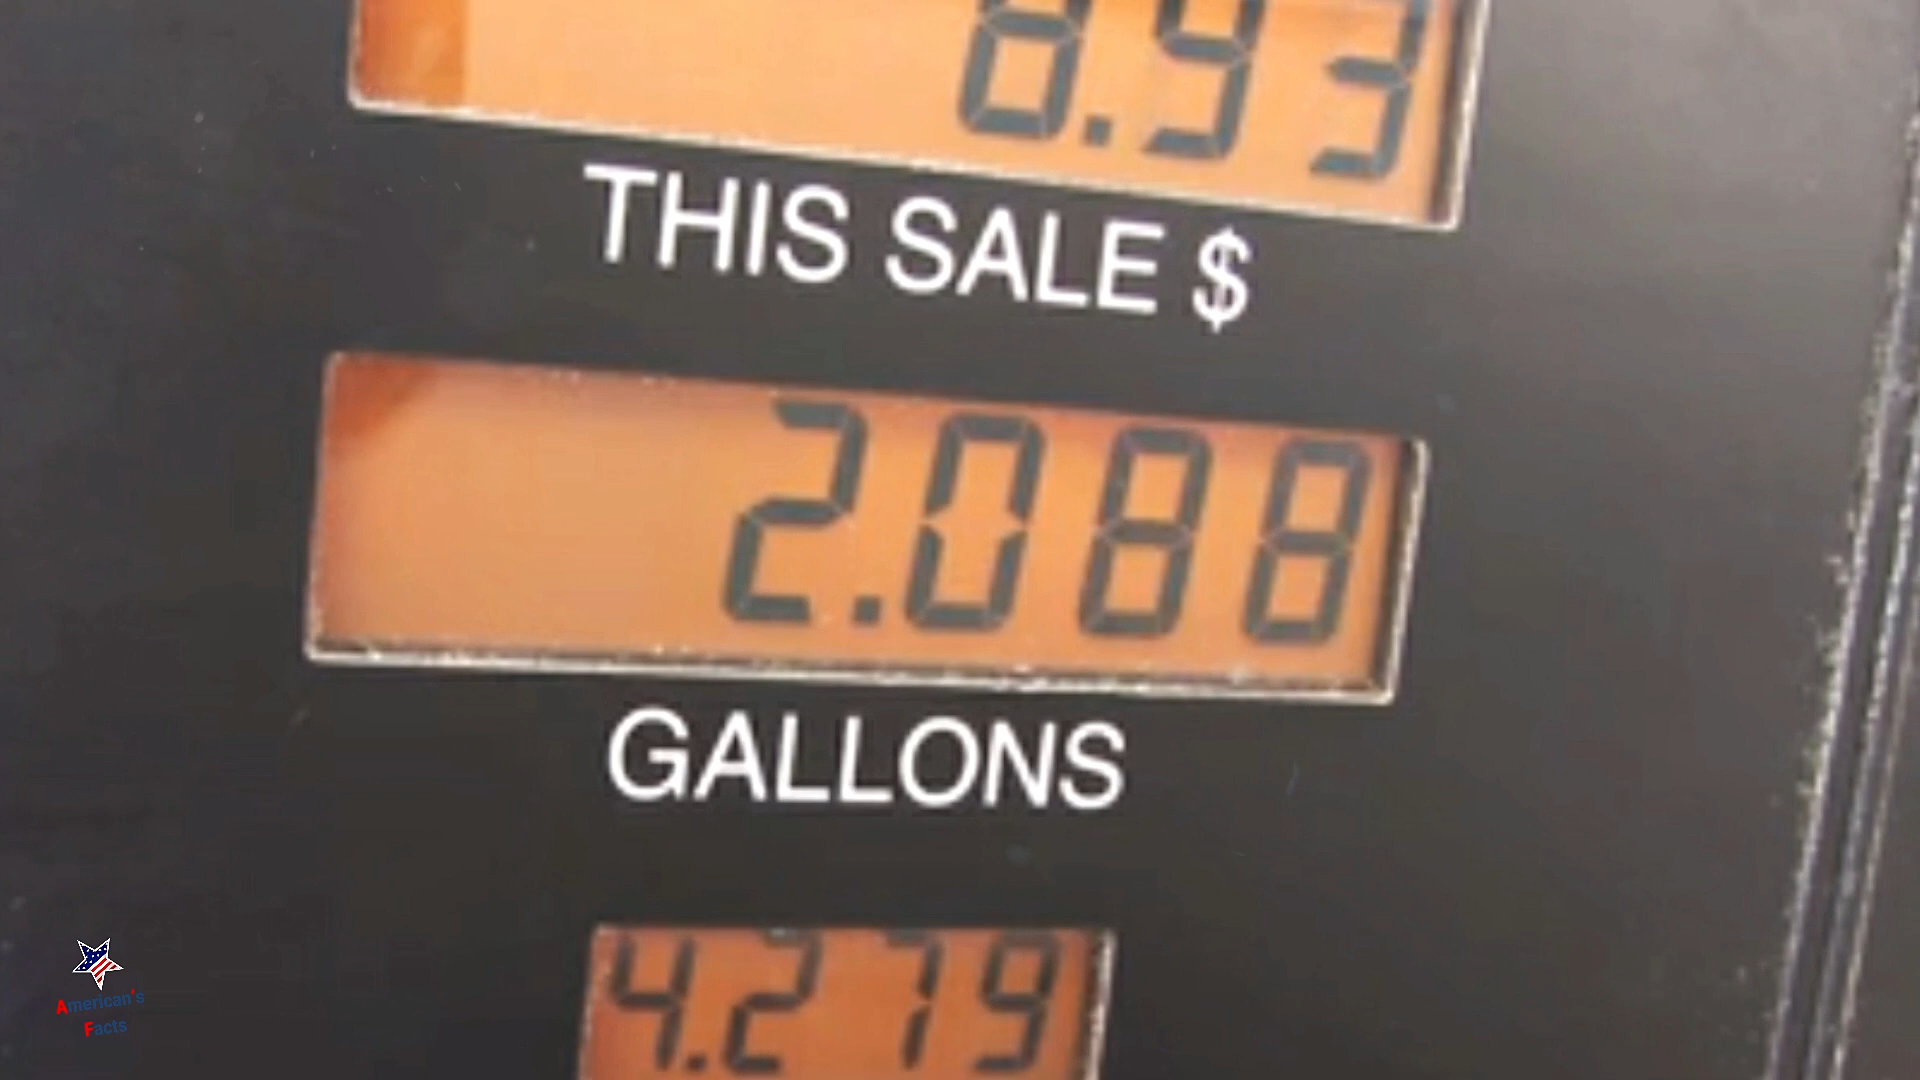 8.93
THIS SALE $
2.088
GALLONS
4.279
American's
Facts